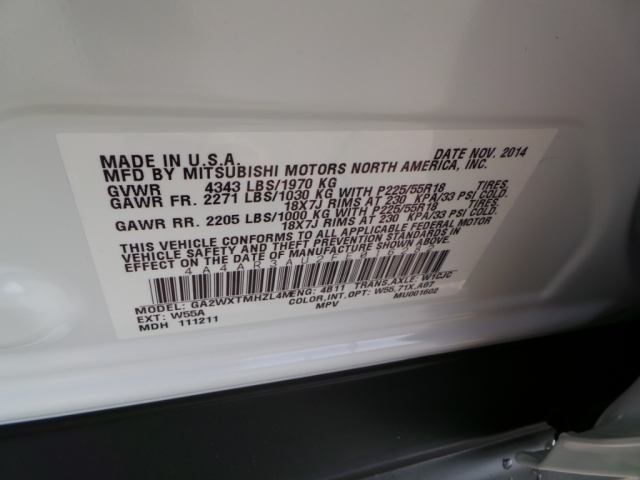 MADE IN U.S.A. DATE NOV. 2014
MFD BY MITSUBISHI MOTORS NORTH AMERICA, INC.
GVWR 4343 LBS/1970 KG
GAWR FR. 2271 LBS/1030 KG WITH P225/55R18 TIRES
18X7J RIMS AT 230 KPA/33 PSI COLD.
GAWR RR. 2205 LBS/1000 KG WITH P225/55R18 TIRES
18X7J RIMS AT 230 KPA/33 PSI COLD.
THIS VEHICLE CONFORMS TO ALL APPLICABLE FEDERAL MOTOR
VEHICLE SAFETY AND THEFT PREVENTION STANDARDS IN
EFFECT ON THE DATE OF MANUFACTURE SHOWN ABOVE.
MODEL: GA2WXTMHZL4M ENG: 4B11 TRANS.AXLE: W1CJC
EXT: W55A COLOR,INT.OPT: W55,71X,A07
MDH 111211 MPV MU001602